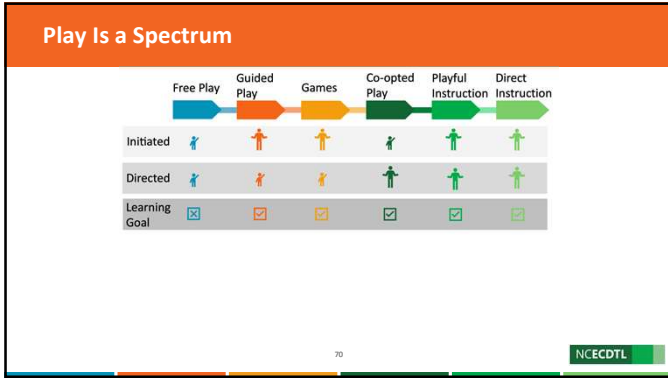 Play Is a Spectrum
Free Play
Guided
Play
Games
Co-opted
Play
Playful
Instruction
Direct
Instruction
Initiated
Directed
Learning
Goal
70
NCECDTL